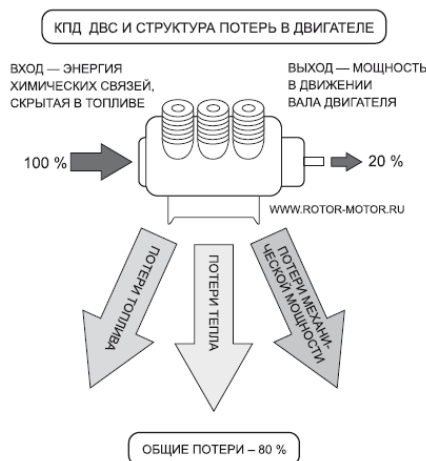 КПД ДВС И СТРУКТУРА ПОТЕРЬ В ДВИГАТЕЛЕ
ВХОД — ЭНЕРГИЯ
ХИМИЧЕСКИХ СВЯЗЕЙ,
СКРЫТАЯ В ТОПЛИВЕ
ВЫХОД — МОЩНОСТЬ
В ДВИЖЕНИИ
ВАЛА ДВИГАТЕЛЯ
100 %
20 %
WWW.ROTOR-MOTOR.RU
ПОТЕРИ ТОПЛИВА
ПОТЕРИ ТЕПЛА
ПОТЕРИ МЕХАНИ-
ЧЕСКОЙ МОЩНОСТИ
ОБЩИЕ ПОТЕРИ – 80 %